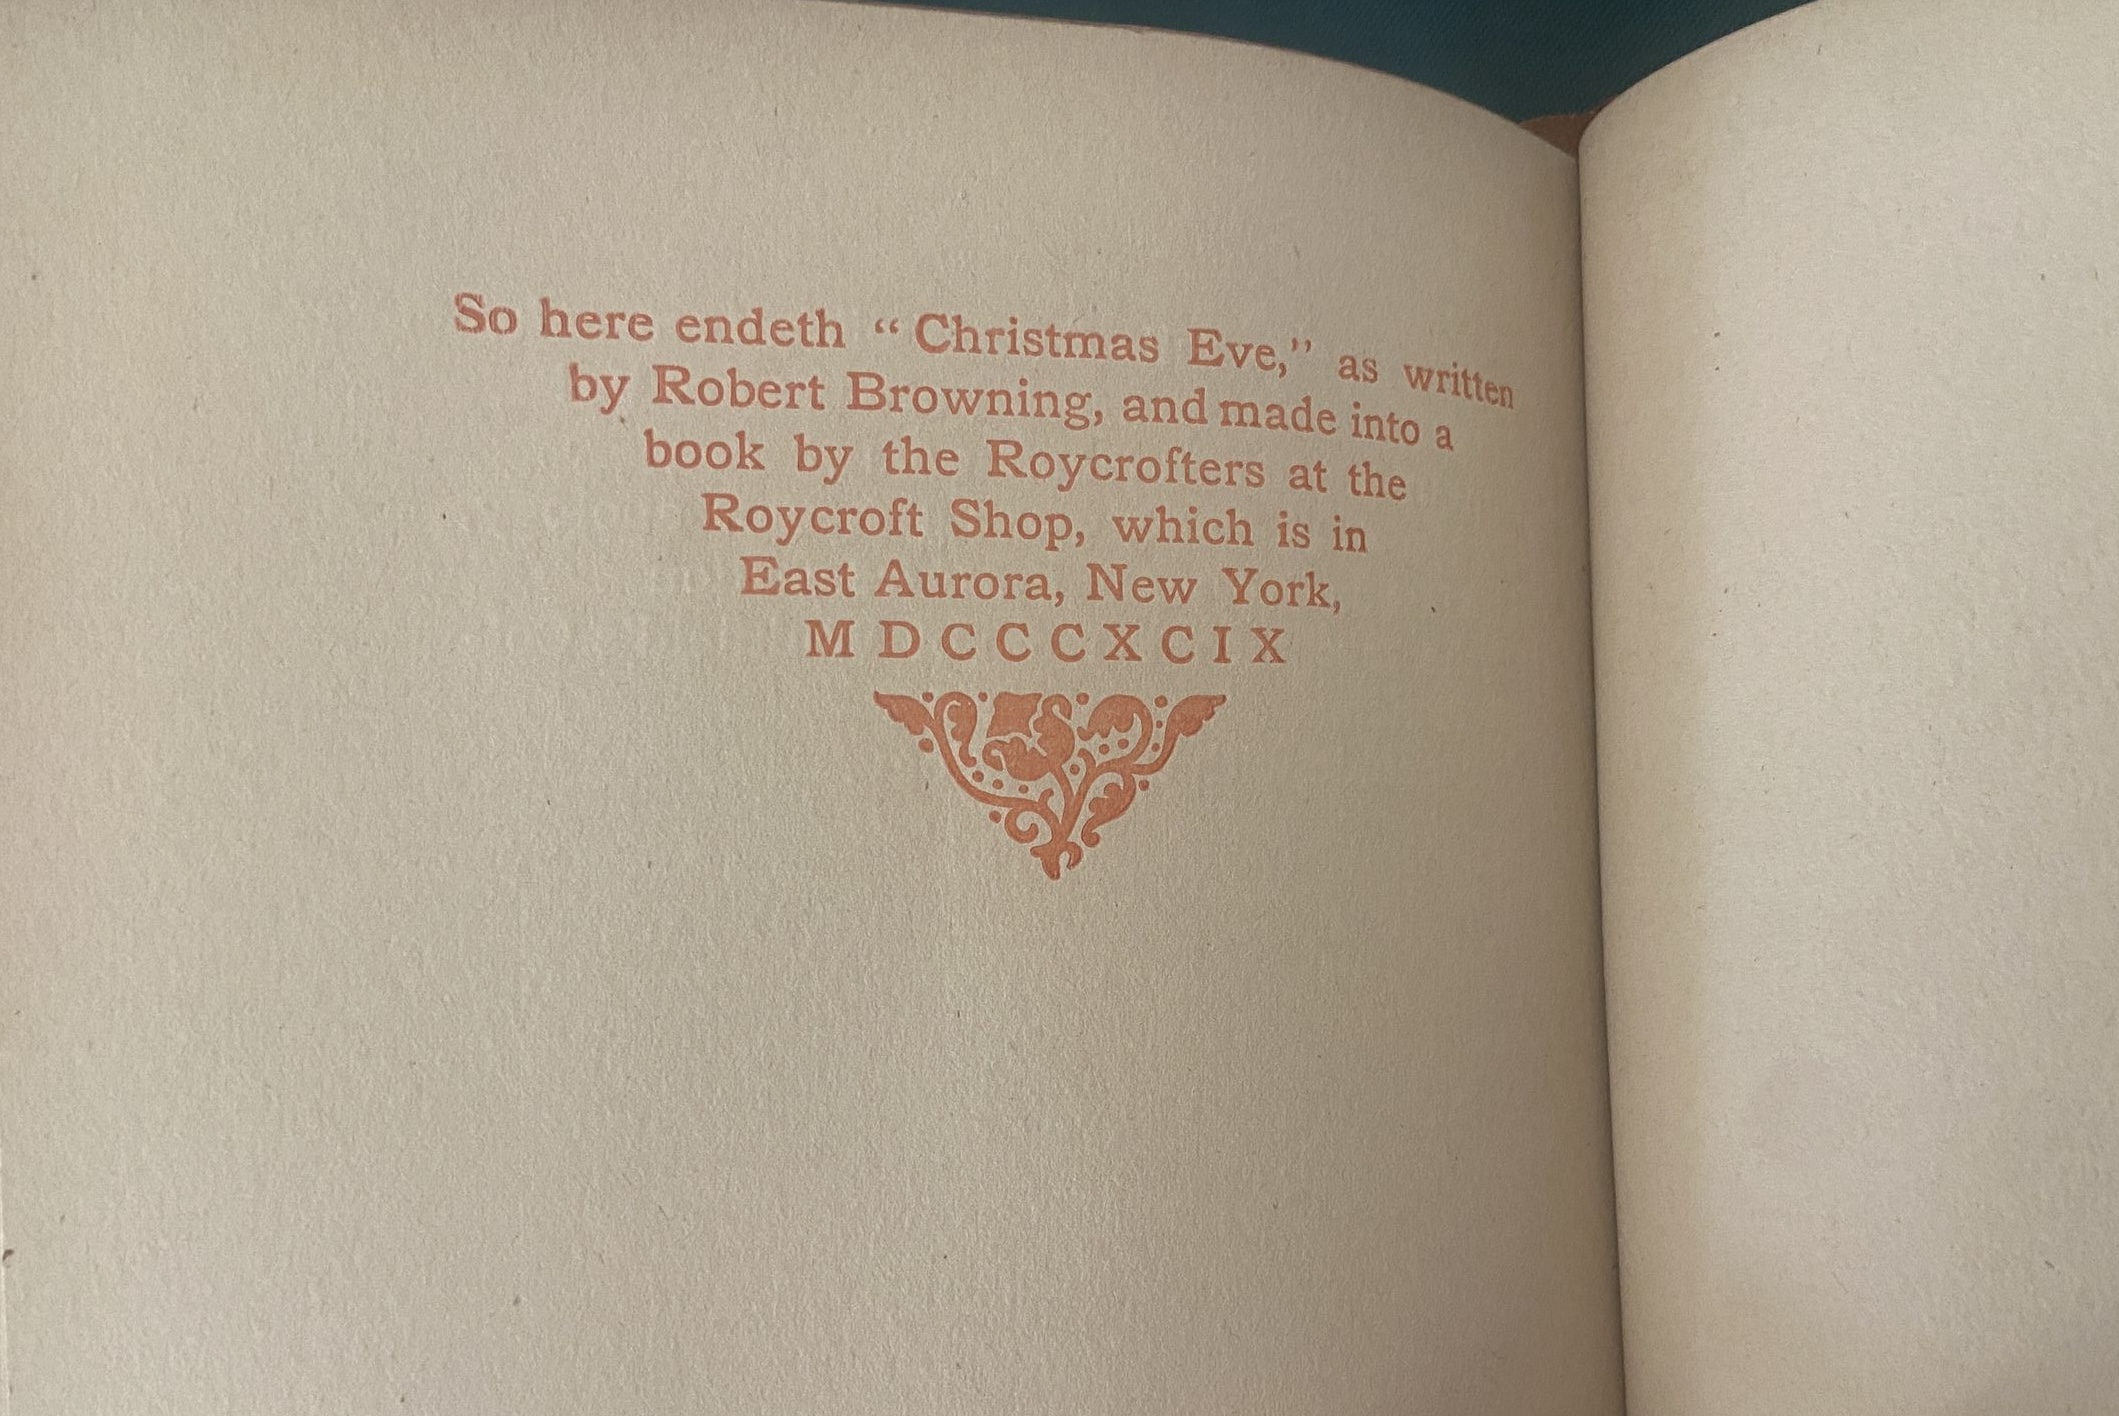 So here endeth “Christmas Eve,” as written
by Robert Browning, and made into a
book by the Roycrofters at the
Roycroft Shop, which is in
East Aurora, New York,
MDCCCXCIX